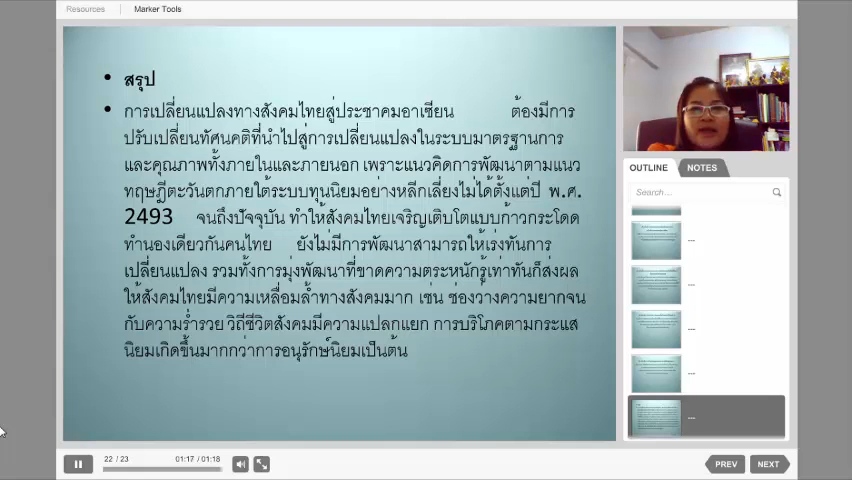 Resources
Marker Tools
• สรุป
• การเปลี่ยนแปลงทางสังคมไทยสู่ประชาคมอาเซียน ต้องมีการ
ปรับเปลี่ยนทัศนคติที่นำไปสู่การเปลี่ยนแปลงในระบบมาตรฐานการ
และคุณภาพทั้งภายในและภายนอก เพราะแนวคิดการพัฒนาตามแนว
ทฤษฎีตะวันตกภายใต้ระบบทุนนิยมอย่างหลีกเลี่ยงไม่ได้ตั้งแต่ปี พ.ศ.
2493 จนถึงปัจจุบัน ทำให้สังคมไทยเจริญเติบโตแบบก้าวกระโดด
ทำนองเดียวกันคนไทย ยังไม่มีการพัฒนาสามารถให้เร่งทันการ
เปลี่ยนแปลง รวมทั้งการมุ่งพัฒนาที่ขาดความตระหนักรู้เท่าทันก็ส่งผล
ให้สังคมไทยมีความเหลื่อมล้ำทางสังคมมาก เช่น ช่องวางความยากจน
กับความร่ำรวย วิถีชีวิตสังคมมีความแปลกแยก การบริโภคตามกระแส
นิยมเกิดขึ้นมากกว่าการอนุรักษ์นิยมเป็นต้น
OUTLINE
NOTES
Search...
...
...
...
...
...
22 / 23
01:17 / 01:18
PREV
NEXT